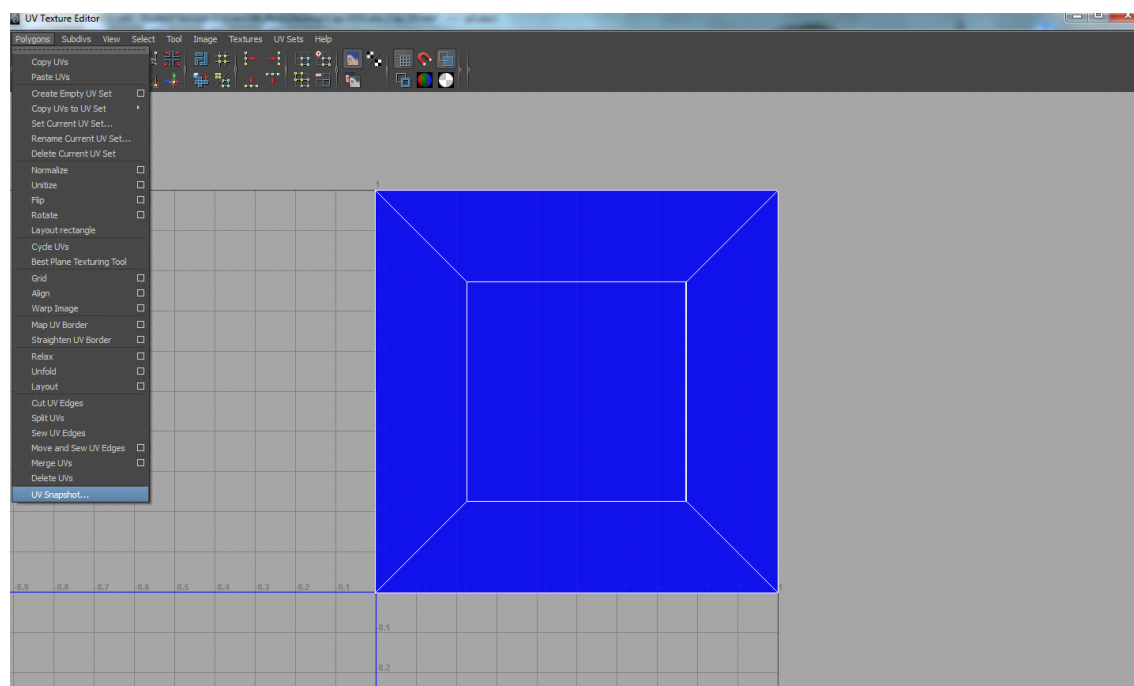 UV Texture Editor
Polygons Subdivs View Select Tool Image Textures UV Sets Help
Copy UVs
Paste UVs
Create Empty UV Set
Copy UVs to UV Set
Set Current UV Set...
Rename Current UV Set...
Delete Current UV Set
Normalize
Unitize
Flip
Rotate
Layout rectangle
Cycle UVs
Best Plane Texturing Tool
Grid
Align
Warp Image
Map UV Border
Straighten UV Border
Relax
Unfold
Layout
Cut UV Edges
Split UVs
Sew UV Edges
Move and Sew UV Edges
Merge UVs
Delete UVs
UV Snapshot...
1
-0.9 -0.8 -0.7 -0.6 -0.5 -0.4 -0.3 -0.2 -0.1 1
-0.1
-0.2